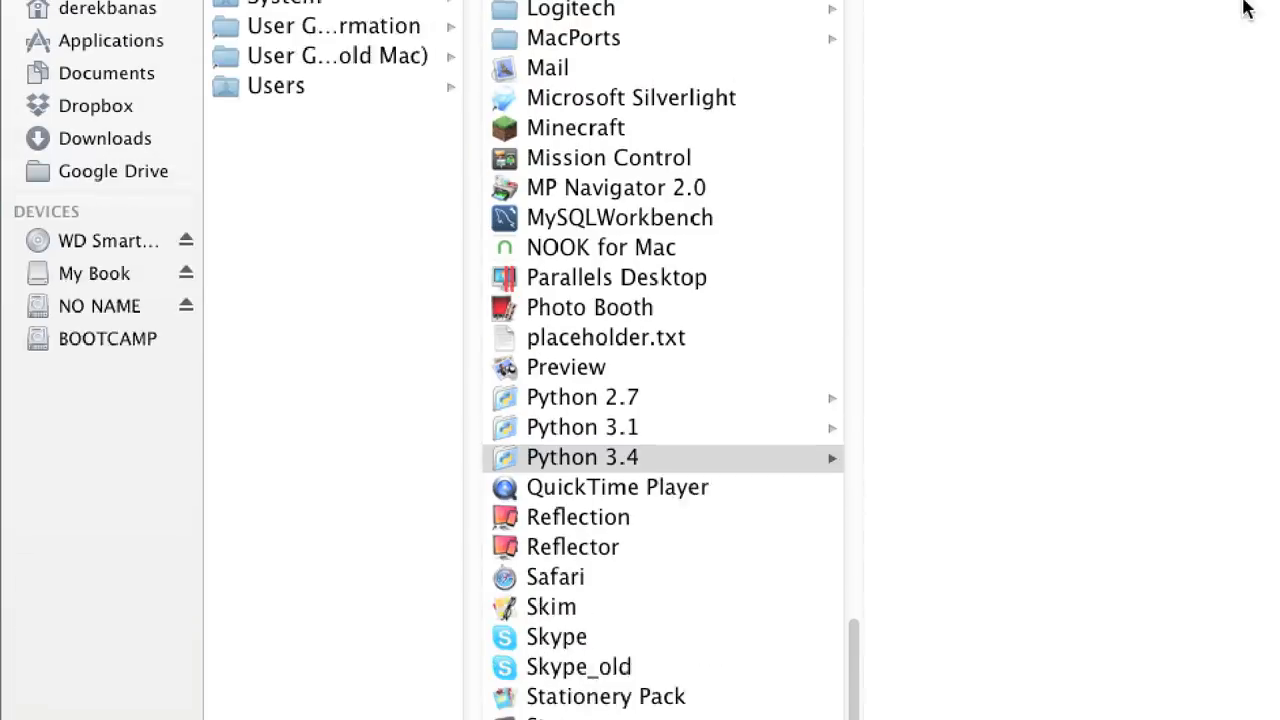 derekbanas
Applications
Documents
Dropbox
Downloads
Google Drive
DEVICES
WD Smart...
My Book
NO NAME
BOOTCAMP
System
User G...rmation
User G...old Mac)
Users
Logitech
MacPorts
Mail
Microsoft Silverlight
Minecraft
Mission Control
MP Navigator 2.0
MySQLWorkbench
NOOK for Mac
Parallels Desktop
Photo Booth
placeholder.txt
Preview
Python 2.7
Python 3.1
Python 3.4
QuickTime Player
Reflection
Reflector
Safari
Skim
Skype
Skype_old
Stationery Pack